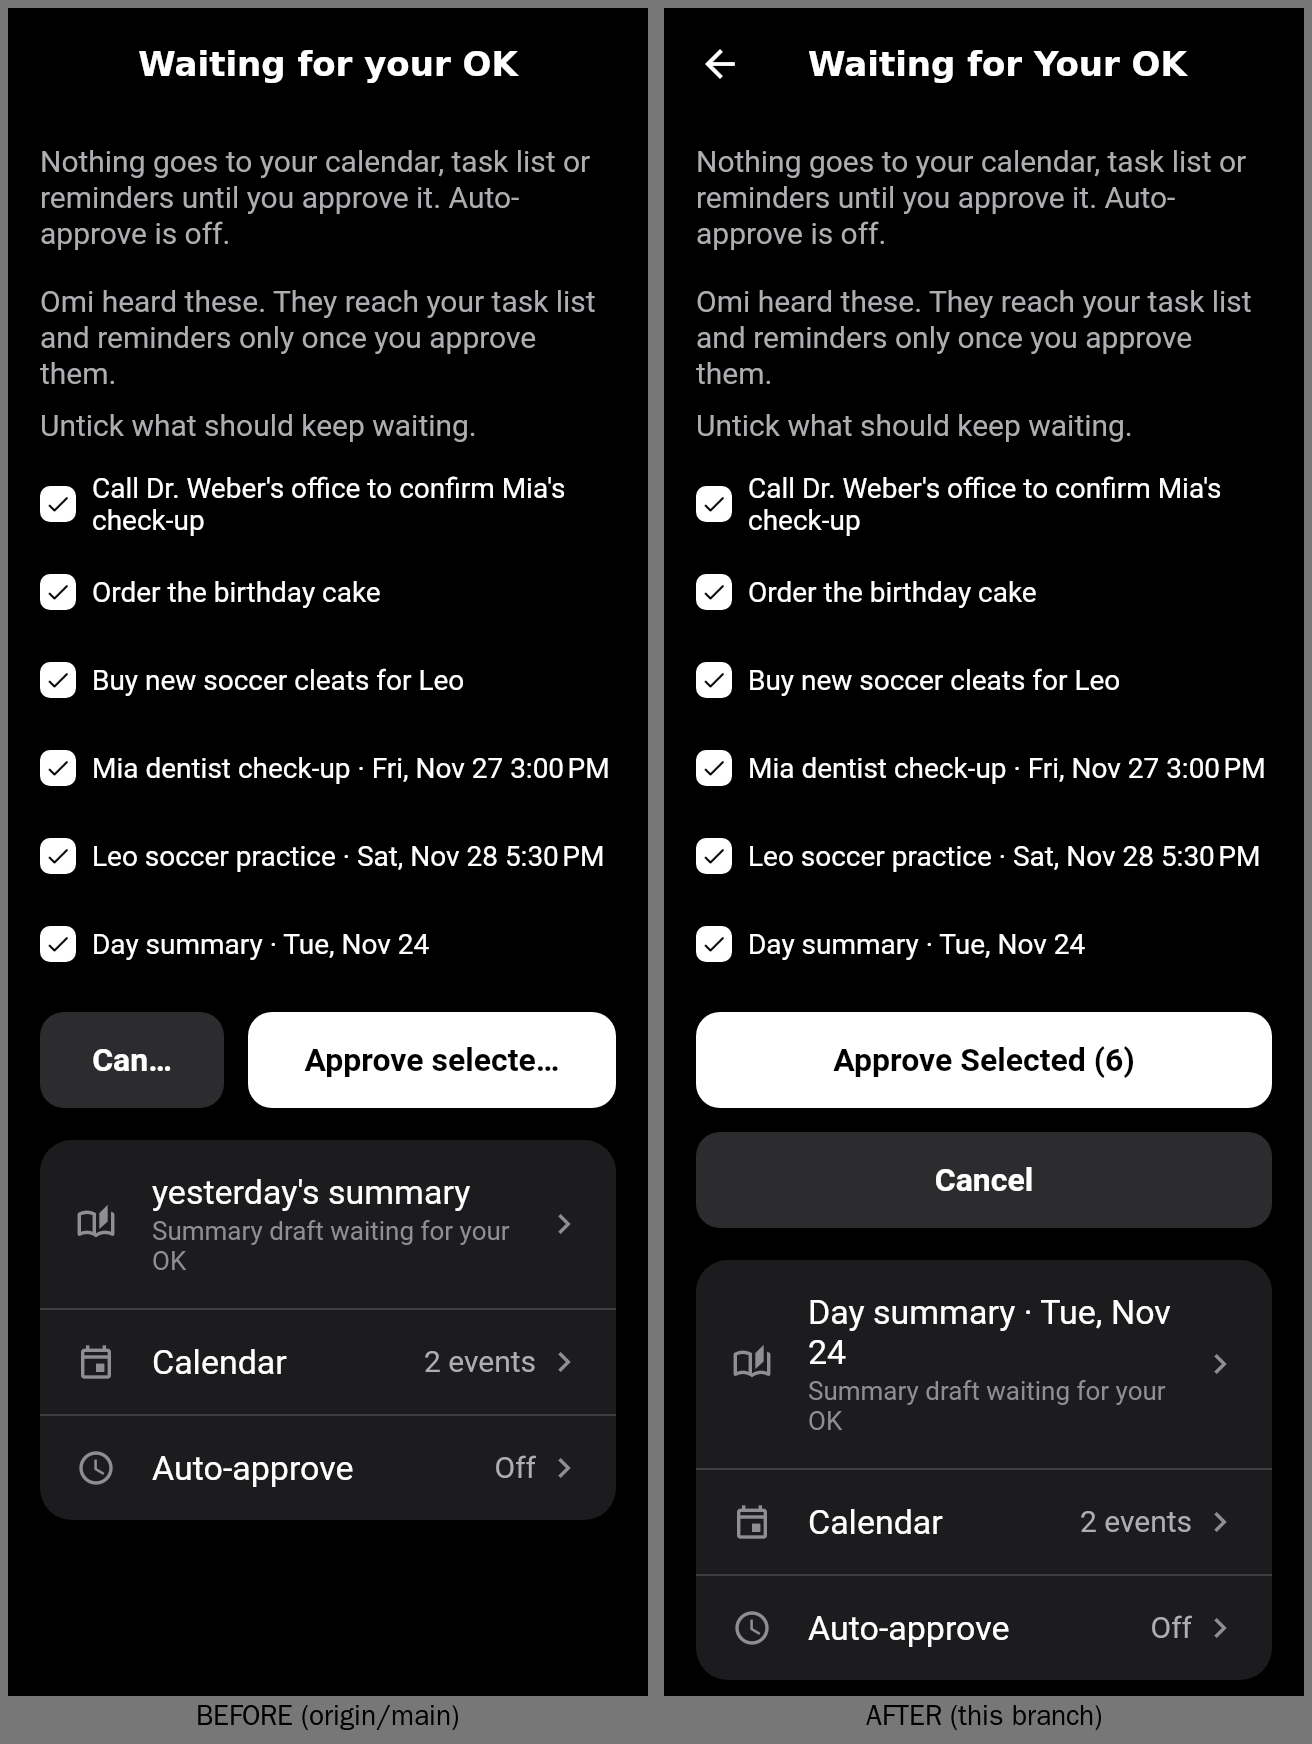 Waiting for your OK
Nothing goes to your calendar, task list or
reminders until you approve it. Auto-
approve is off.
Omi heard these. They reach your task list
and reminders only once you approve
them.
Untick what should keep waiting.
Call Dr. Weber's office to confirm Mia's
check-up
Order the birthday cake
Buy new soccer cleats for Leo
Mia dentist check-up · Fri, Nov 27 3:00 PM
Leo soccer practice · Sat, Nov 28 5:30 PM
Day summary · Tue, Nov 24
Can...
Approve selecte...
yesterday's summary
Summary draft waiting for your
OK
Calendar
2 events
Auto-approve
Off
BEFORE (origin/main)
Waiting for Your OK
Nothing goes to your calendar, task list or
reminders until you approve it. Auto-
approve is off.
Omi heard these. They reach your task list
and reminders only once you approve
them.
Untick what should keep waiting.
Call Dr. Weber's office to confirm Mia's
check-up
Order the birthday cake
Buy new soccer cleats for Leo
Mia dentist check-up · Fri, Nov 27 3:00 PM
Leo soccer practice · Sat, Nov 28 5:30 PM
Day summary · Tue, Nov 24
Approve Selected (6)
Cancel
Day summary · Tue, Nov
24
Summary draft waiting for your
OK
Calendar
2 events
Auto-approve
Off
AFTER (this branch)